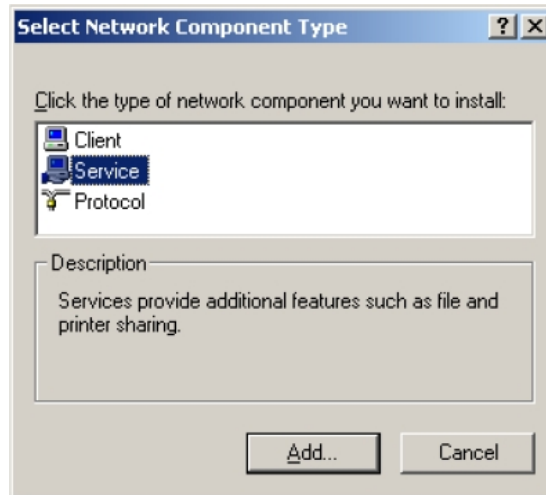 Select Network Component Type
Click the type of network component you want to install:
Client
Service
Protocol
Description
Services provide additional features such as file and
printer sharing.
Add...
Cancel